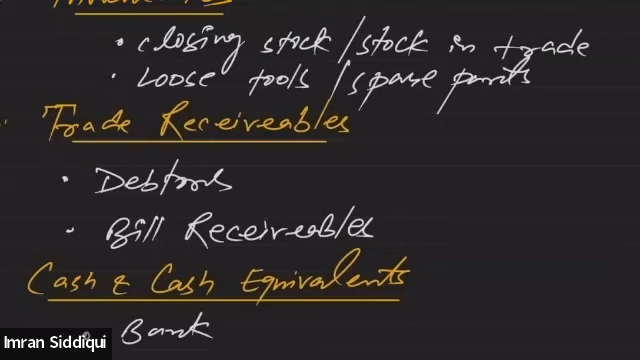 • closing stock/stock in trade
• Loose tools/spare parts
Trade Receiveables
• Debtors
• Bill Receiveables
Cash & Cash Equivalents
• Bank
Imran Siddiqui